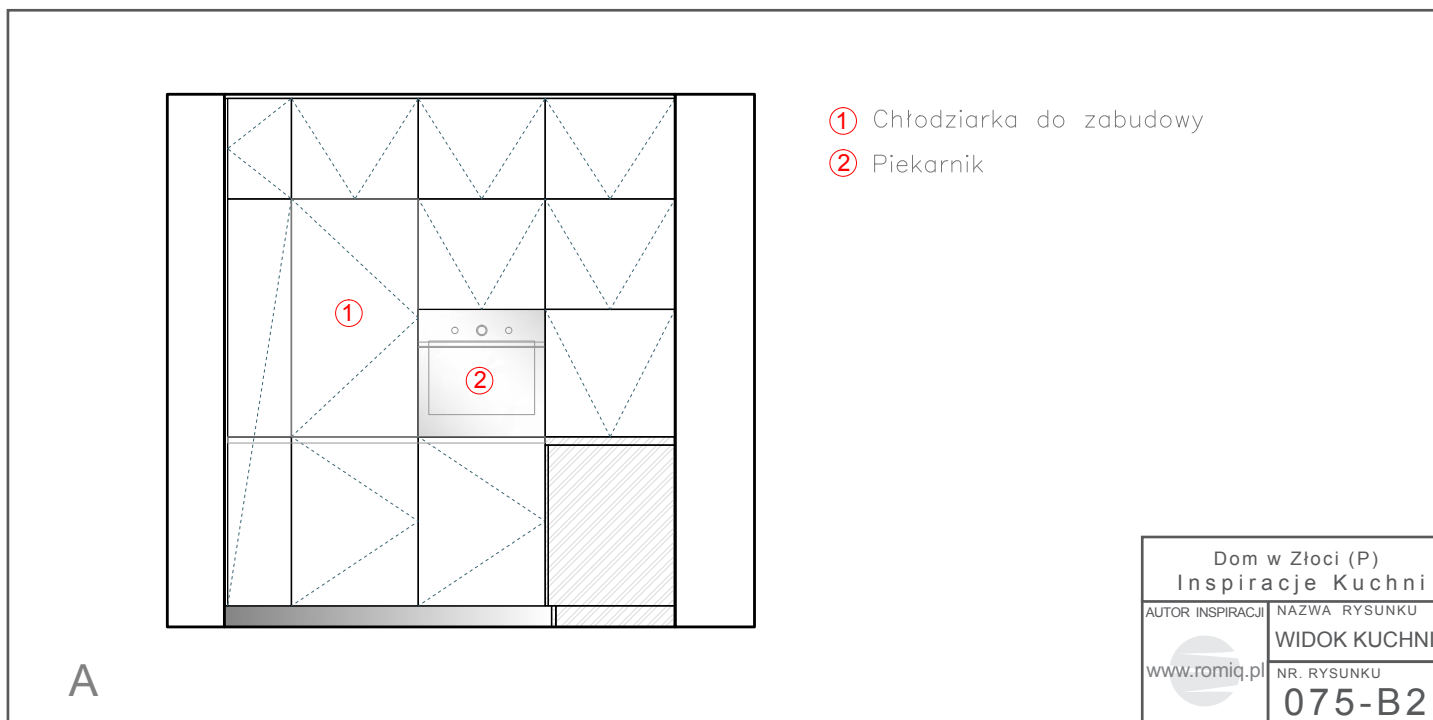 1 Chłodziarka do zabudowy
2 Piekarnik
1
2
A
Dom w Złoci (P)
Inspiracje Kuchni
AUTOR INSPIRACJI
www.romiq.pl
NAZWA RYSUNKU
WIDOK KUCHNI
NR. RYSUNKU
075-B2